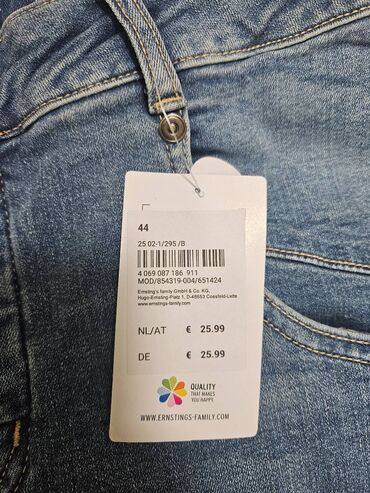 44
25 02-1/295 /B
4 069 087 186 911
MOD/854319-004/651424
Ernsting's family GmbH & Co. KG,
Hugo-Ernsting-Platz 1, D-48653 Coesfeld-Lette
www.ernstings-family.com
NL/AT € 25.99
DE € 25.99
QUALITY
THAT MAKES
YOU HAPPY.
WWW.ERNSTINGS-FAMILY.COM